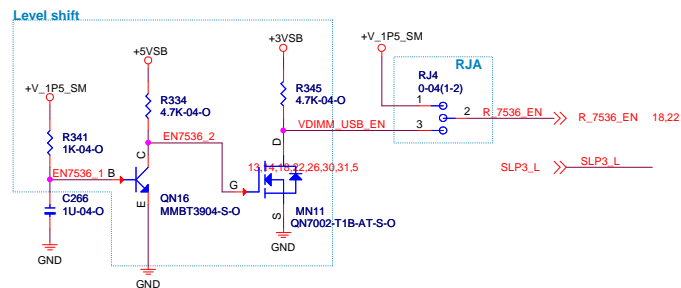 Level shift
+V_1P5_SM
+5VSB
+3VSB
+V_1P5_SM
RJA
RJ4
0-04(1-2)
R334
4.7K-04-O
R345
4.7K-04-O
1
2
3
R_7536_EN
R_7536_EN 18,22
R341
1K-04-O
EN7536_2
VDIMM_USB_EN
D
C
13,14,18,22,26,30,31,5
SLP3_L
SLP3_L
EN7536_1
B
G
C266
1U-04-O
E
QN16
MMBT3904-S-O
S
MN11
QN7002-T1B-AT-S-O
GND
GND
GND